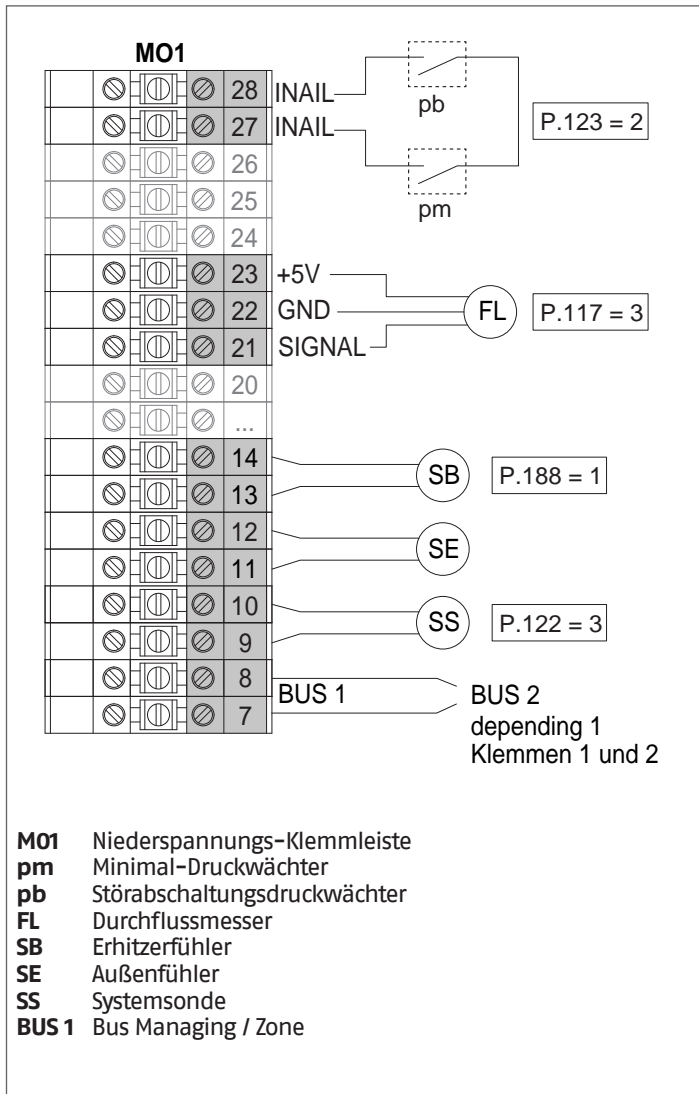 MO1
28 INAIL
pb
27 INAIL
P.123 = 2
26
25
pm
24
23 +5V
22 GND
FL P.117 = 3
21 SIGNAL
20
...
14
SB P.188 = 1
13
12
SE
11
10
SS P.122 = 3
9
8
BUS 1 BUS 2
7
depending 1
Klemmen 1 und 2
MO1 Niederspannungs-Klemmleiste
pm Minimal-Druckwächter
pb Störabschaltungsdruckwächter
FL Durchflussmesser
SB Erhitzerfühler
SE Außenfühler
SS Systemsonde
BUS 1 Bus Managing / Zone